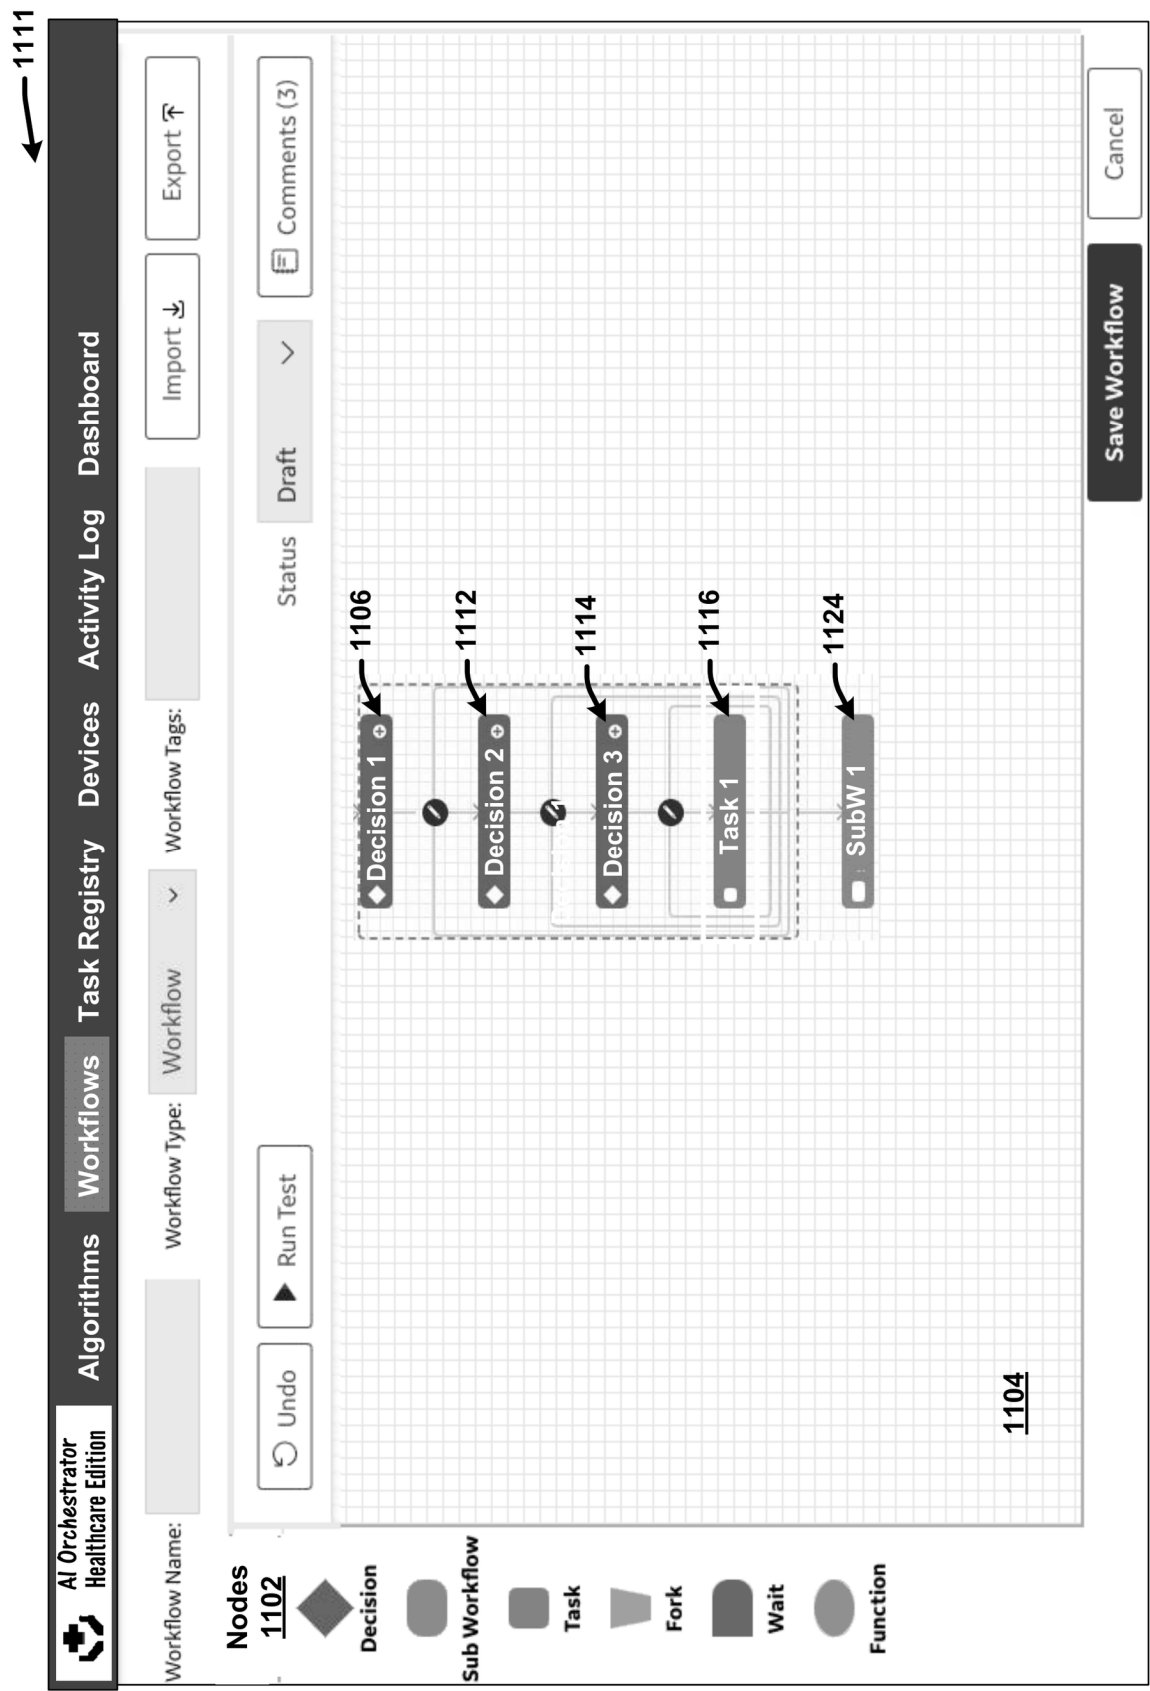 1111
AI Orchestrator
Healthcare Edition
Algorithms Workflows Task Registry Devices Activity Log Dashboard
Workflow Name: Workflow Type: Workflow Workflow Tags: Import Export
Undo Run Test Status Draft Comments (3)
Nodes
1102
Decision
Sub Workflow
Task
Fork
Wait
Function
Decision 1 1106
Decision 2 1112
Decision 3 1114
Task 1 1116
SubW 1 1124
1104
Save Workflow Cancel